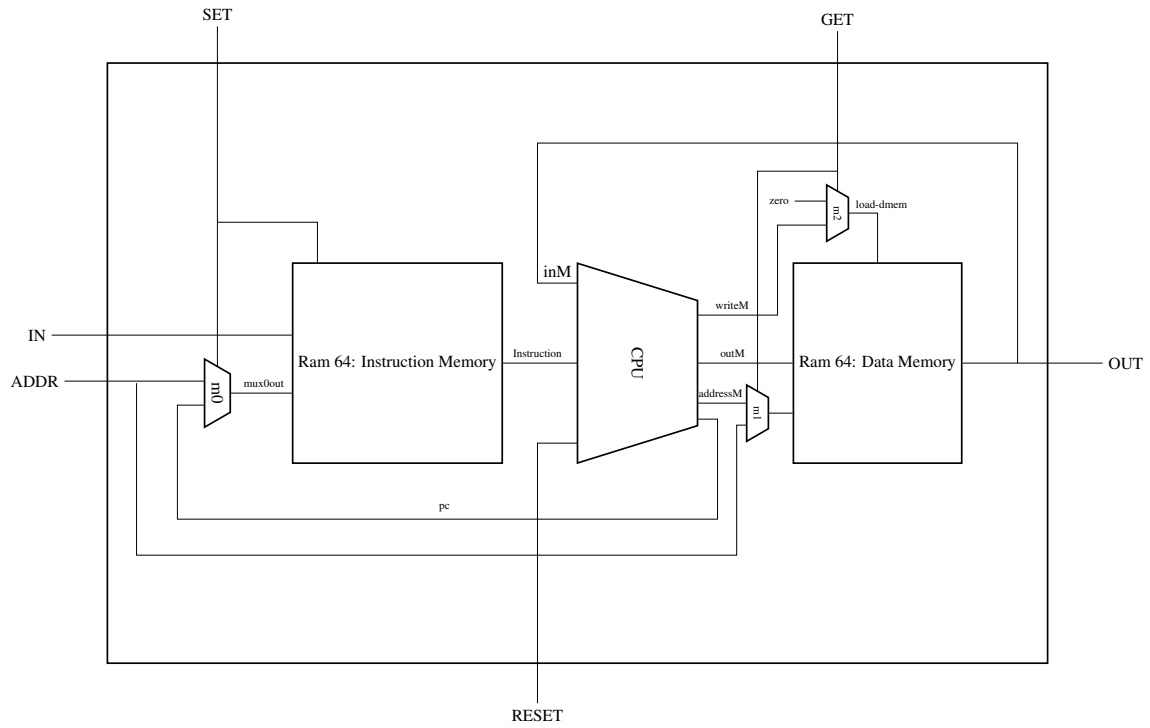 SET
GET
zero
m2
load-dmem
inM
writeM
IN
Ram 64: Instruction Memory
Instruction
CPU
outM
Ram 64: Data Memory
OUT
ADDR
m0
mux0out
addressM
m1
pc
RESET